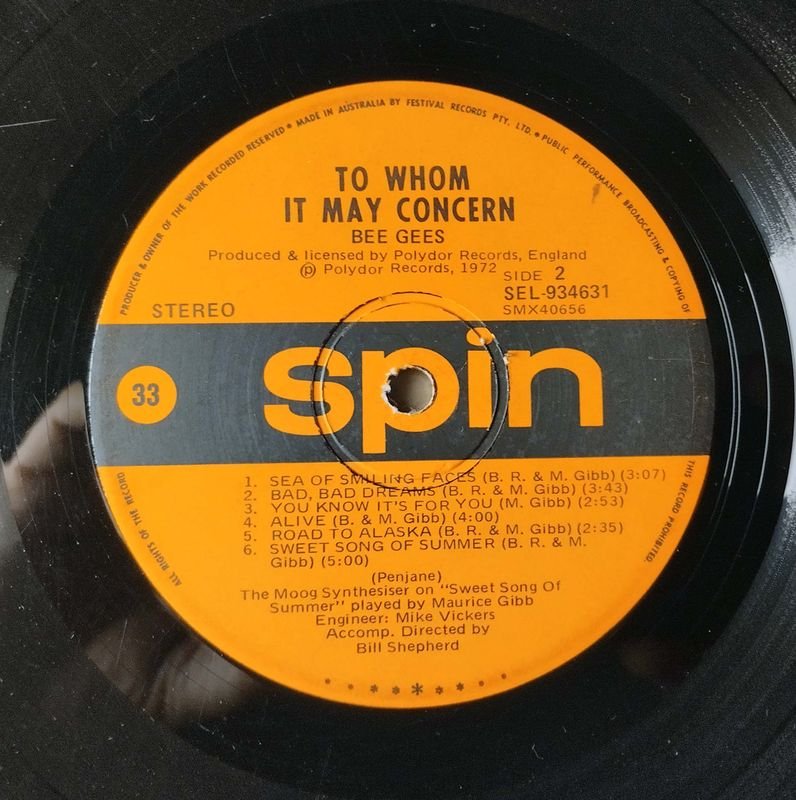 PRODUCER & OWNER OF THE WORK RECORDED RESERVED • MADE IN AUSTRALIA BY FESTIVAL RECORDS PTY. LTD. • PUBLIC PERFORMANCE BROADCASTING & COPYING OF
TO WHOM
IT MAY CONCERN
BEE GEES
Produced & licensed by Polydor Records, England
℗ Polydor Records, 1972
SIDE 2
STEREO
SEL-934631
SMX40656
33
spin
1. SEA OF SMILING FACES (B. R. & M. Gibb) (3:07)
2. BAD, BAD DREAMS (B. R. & M. Gibb) (3:43)
3. YOU KNOW IT'S FOR YOU (M. Gibb) (2:53)
4. ALIVE (B. & M. Gibb) (4:00)
5. ROAD TO ALASKA (B. R. & M. Gibb) (2:35)
6. SWEET SONG OF SUMMER (B. R. & M.
Gibb) (5:00)
(Penjane)
The Moog Synthesiser on "Sweet Song Of
Summer" played by Maurice Gibb
Engineer: Mike Vickers
Accomp. Directed by
Bill Shepherd
ALL RIGHTS OF THE RECORD
THIS RECORD PROHIBITED.